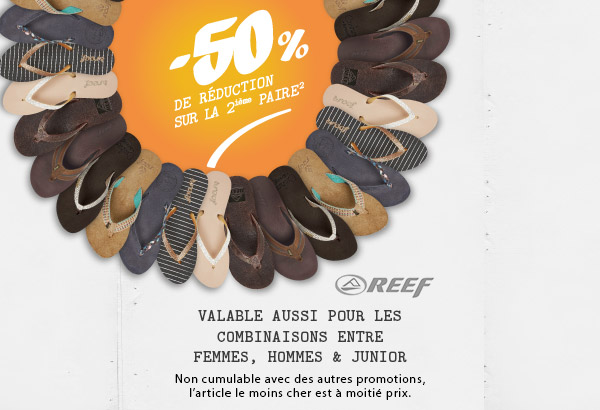 -50%
DE RÉDUCTION
SUR LA 2ième PAIRE²
REEF
VALABLE AUSSI POUR LES
COMBINAISONS ENTRE
FEMMES, HOMMES & JUNIOR
Non cumulable avec des autres promotions,
l'article le moins cher est à moitié prix.